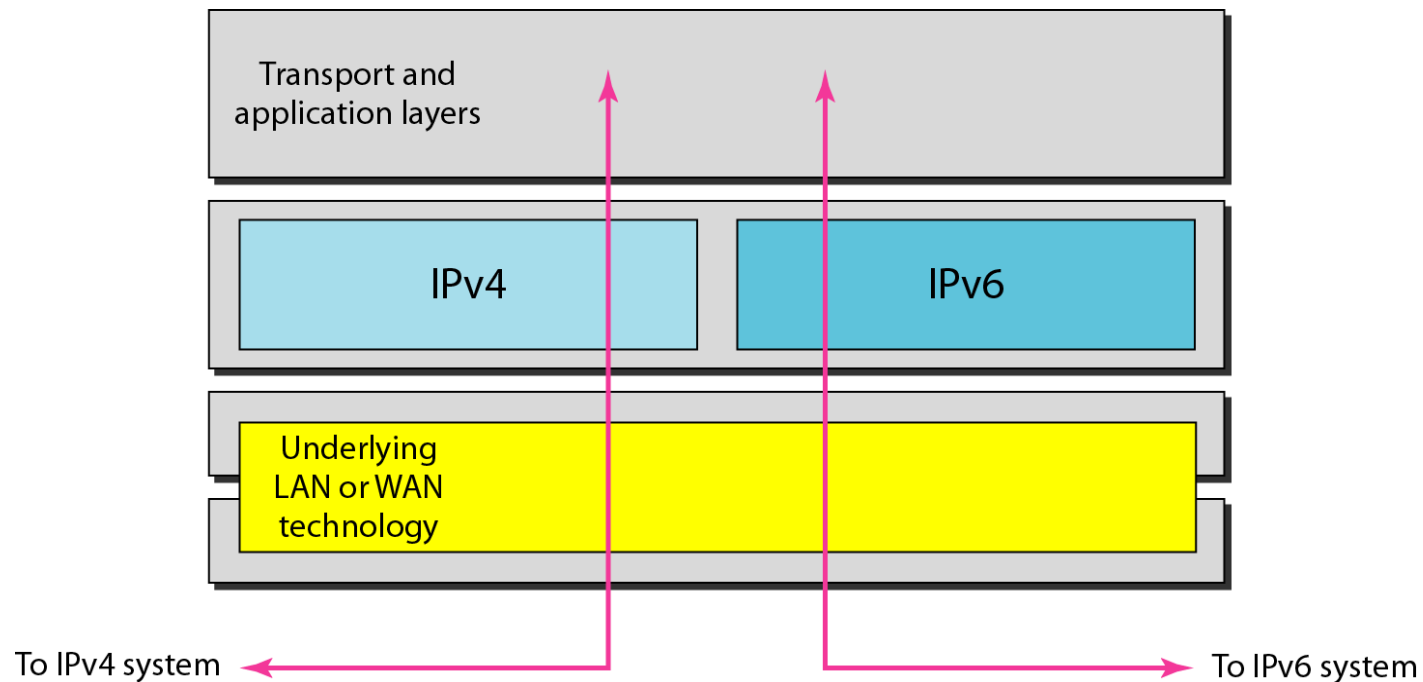 Transport and
application layers
IPv4
IPv6
Underlying
LAN or WAN
technology
To IPv4 system
To IPv6 system